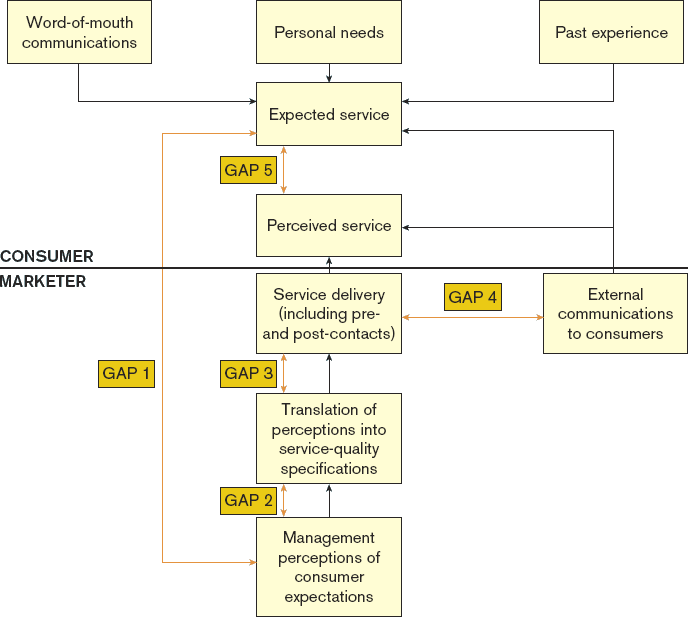 Word-of-mouth
communications
Personal needs
Past experience
Expected service
GAP 5
Perceived service
CONSUMER
MARKETER
Service delivery
(including pre-
and post-contacts)
GAP 4
External
communications
to consumers
GAP 1
GAP 3
Translation of
perceptions into
service-quality
specifications
GAP 2
Management
perceptions of
consumer
expectations